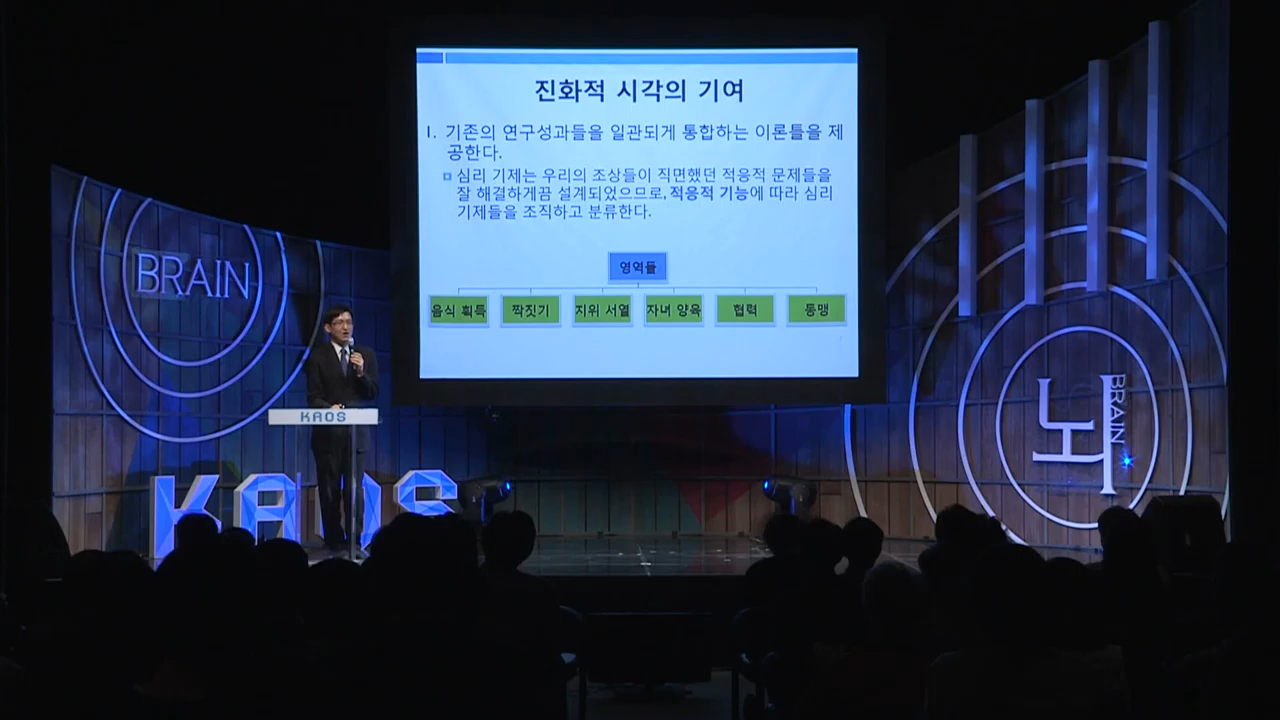 진화적 시각의 기여
I. 기존의 연구성과들을 일관되게 통합하는 이론틀을 제
공한다.
심리 기제는 우리의 조상들이 직면했던 적응적 문제들을
잘 해결하게끔 설계되었으므로, 적응적 기능에 따라 심리
기제들을 조직하고 분류한다.
영역들
음식 획득 짝짓기 지위 서열 자녀 양육 협력 동맹
BRAIN
KAOS
KAOS
뇌
BRAIN